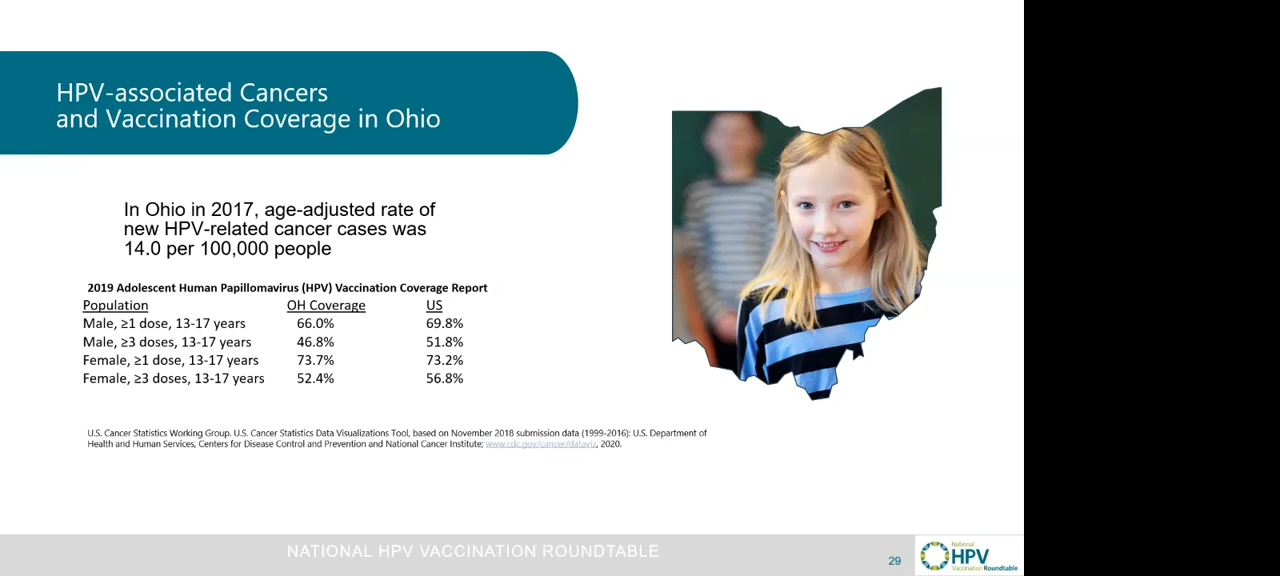 HPV-associated Cancers
and Vaccination Coverage in Ohio
In Ohio in 2017, age-adjusted rate of
new HPV-related cancer cases was
14.0 per 100,000 people
2019 Adolescent Human Papillomavirus (HPV) Vaccination Coverage Report
Population OH Coverage US
Male, ≥1 dose, 13-17 years 66.0% 69.8%
Male, ≥3 doses, 13-17 years 46.8% 51.8%
Female, ≥1 dose, 13-17 years 73.7% 73.2%
Female, ≥3 doses, 13-17 years 52.4% 56.8%
U.S. Cancer Statistics Working Group. U.S. Cancer Statistics Data Visualizations Tool, based on November 2018 submission data (1999-2016): U.S. Department of
Health and Human Services, Centers for Disease Control and Prevention and National Cancer Institute; www.cdc.gov/cancer/dataviz, 2020.
NATIONAL HPV VACCINATION ROUNDTABLE
29
National
HPV
Vaccination Roundtable